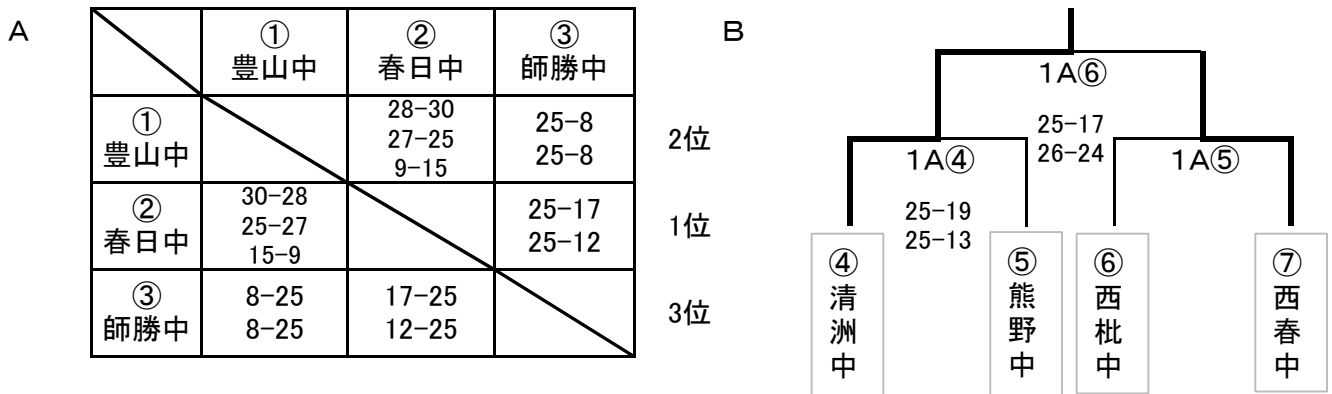 A
①
豊山中
②
春日中
③
師勝中
①
豊山中
28-30
27-25
9-15
25-8
25-8
2位
②
春日中
30-28
25-27
15-9
25-17
25-12
1位
③
師勝中
8-25
8-25
17-25
12-25
3位
B
1A⑥
25-17
26-24
1A④
1A⑤
25-19
25-13
④清洲中
⑤熊野中
⑥西枇中
⑦西春中